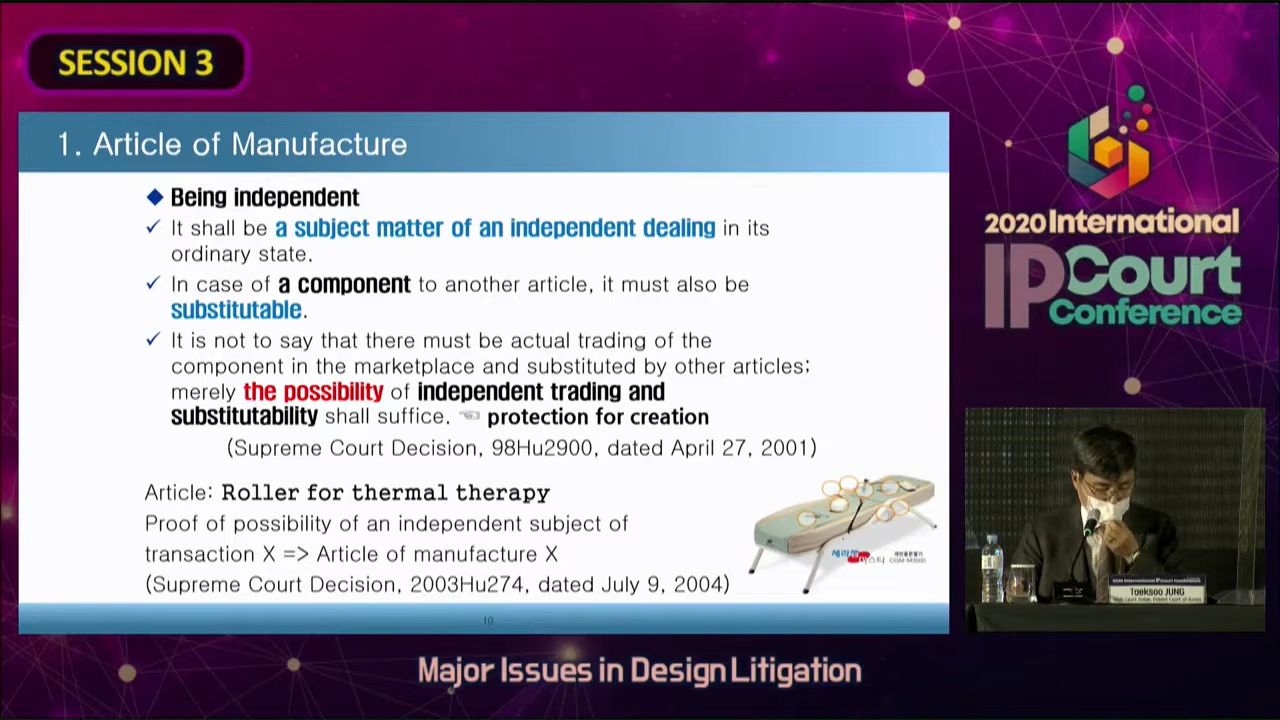 SESSION 3
1. Article of Manufacture
◆ Being independent
✓ It shall be a subject matter of an independent dealing in its
ordinary state.
✓ In case of a component to another article, it must also be
substitutable.
✓ It is not to say that there must be actual trading of the
component in the marketplace and substituted by other articles;
merely the possibility of independent trading and
substitutability shall suffice. ☜ protection for creation
(Supreme Court Decision, 98Hu2900, dated April 27, 2001)
Article: Roller for thermal therapy
Proof of possibility of an independent subject of
transaction X => Article of manufacture X
(Supreme Court Decision, 2003Hu274, dated July 9, 2004)
10
2020 International
IP Court
Conference
Taeksoo JUNG
Major Issues in Design Litigation